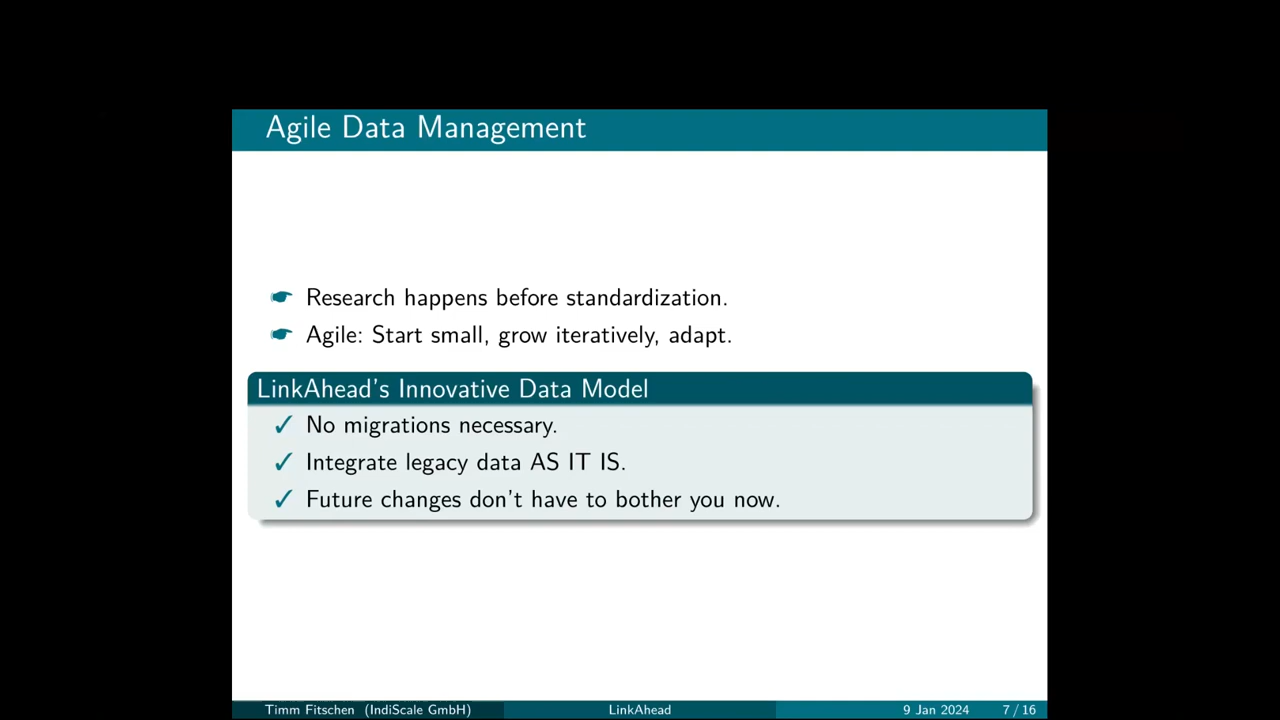 Agile Data Management
Research happens before standardization.
Agile: Start small, grow iteratively, adapt.
LinkAhead's Innovative Data Model
✓ No migrations necessary.
✓ Integrate legacy data AS IT IS.
✓ Future changes don't have to bother you now.
Timm Fitschen (IndiScale GmbH) LinkAhead 9 Jan 2024 7 / 16